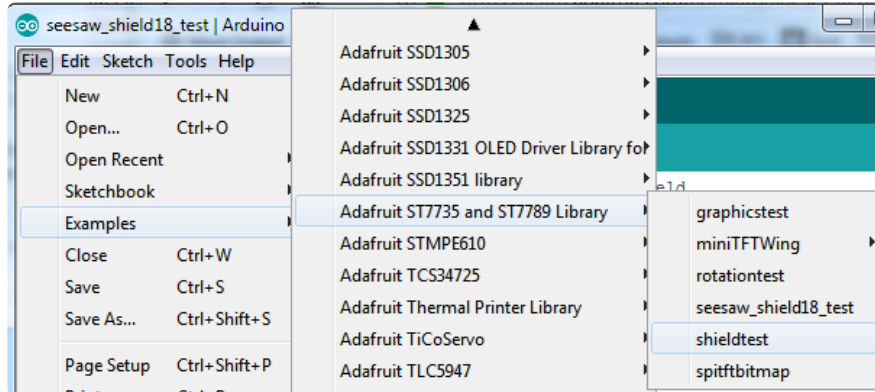 seesaw_shield18_test | Arduino
File Edit Sketch Tools Help
New Ctrl+N
Open... Ctrl+O
Open Recent
Sketchbook
Examples
Close Ctrl+W
Save Ctrl+S
Save As... Ctrl+Shift+S
Page Setup Ctrl+Shift+P
Adafruit SSD1305
Adafruit SSD1306
Adafruit SSD1325
Adafruit SSD1331 OLED Driver Library for
Adafruit SSD1351 library
Adafruit ST7735 and ST7789 Library
Adafruit STMPE610
Adafruit TCS34725
Adafruit Thermal Printer Library
Adafruit TiCoServo
Adafruit TLC5947
graphicstest
miniTFTWing
rotationtest
seesaw_shield18_test
shieldtest
spitftbitmap